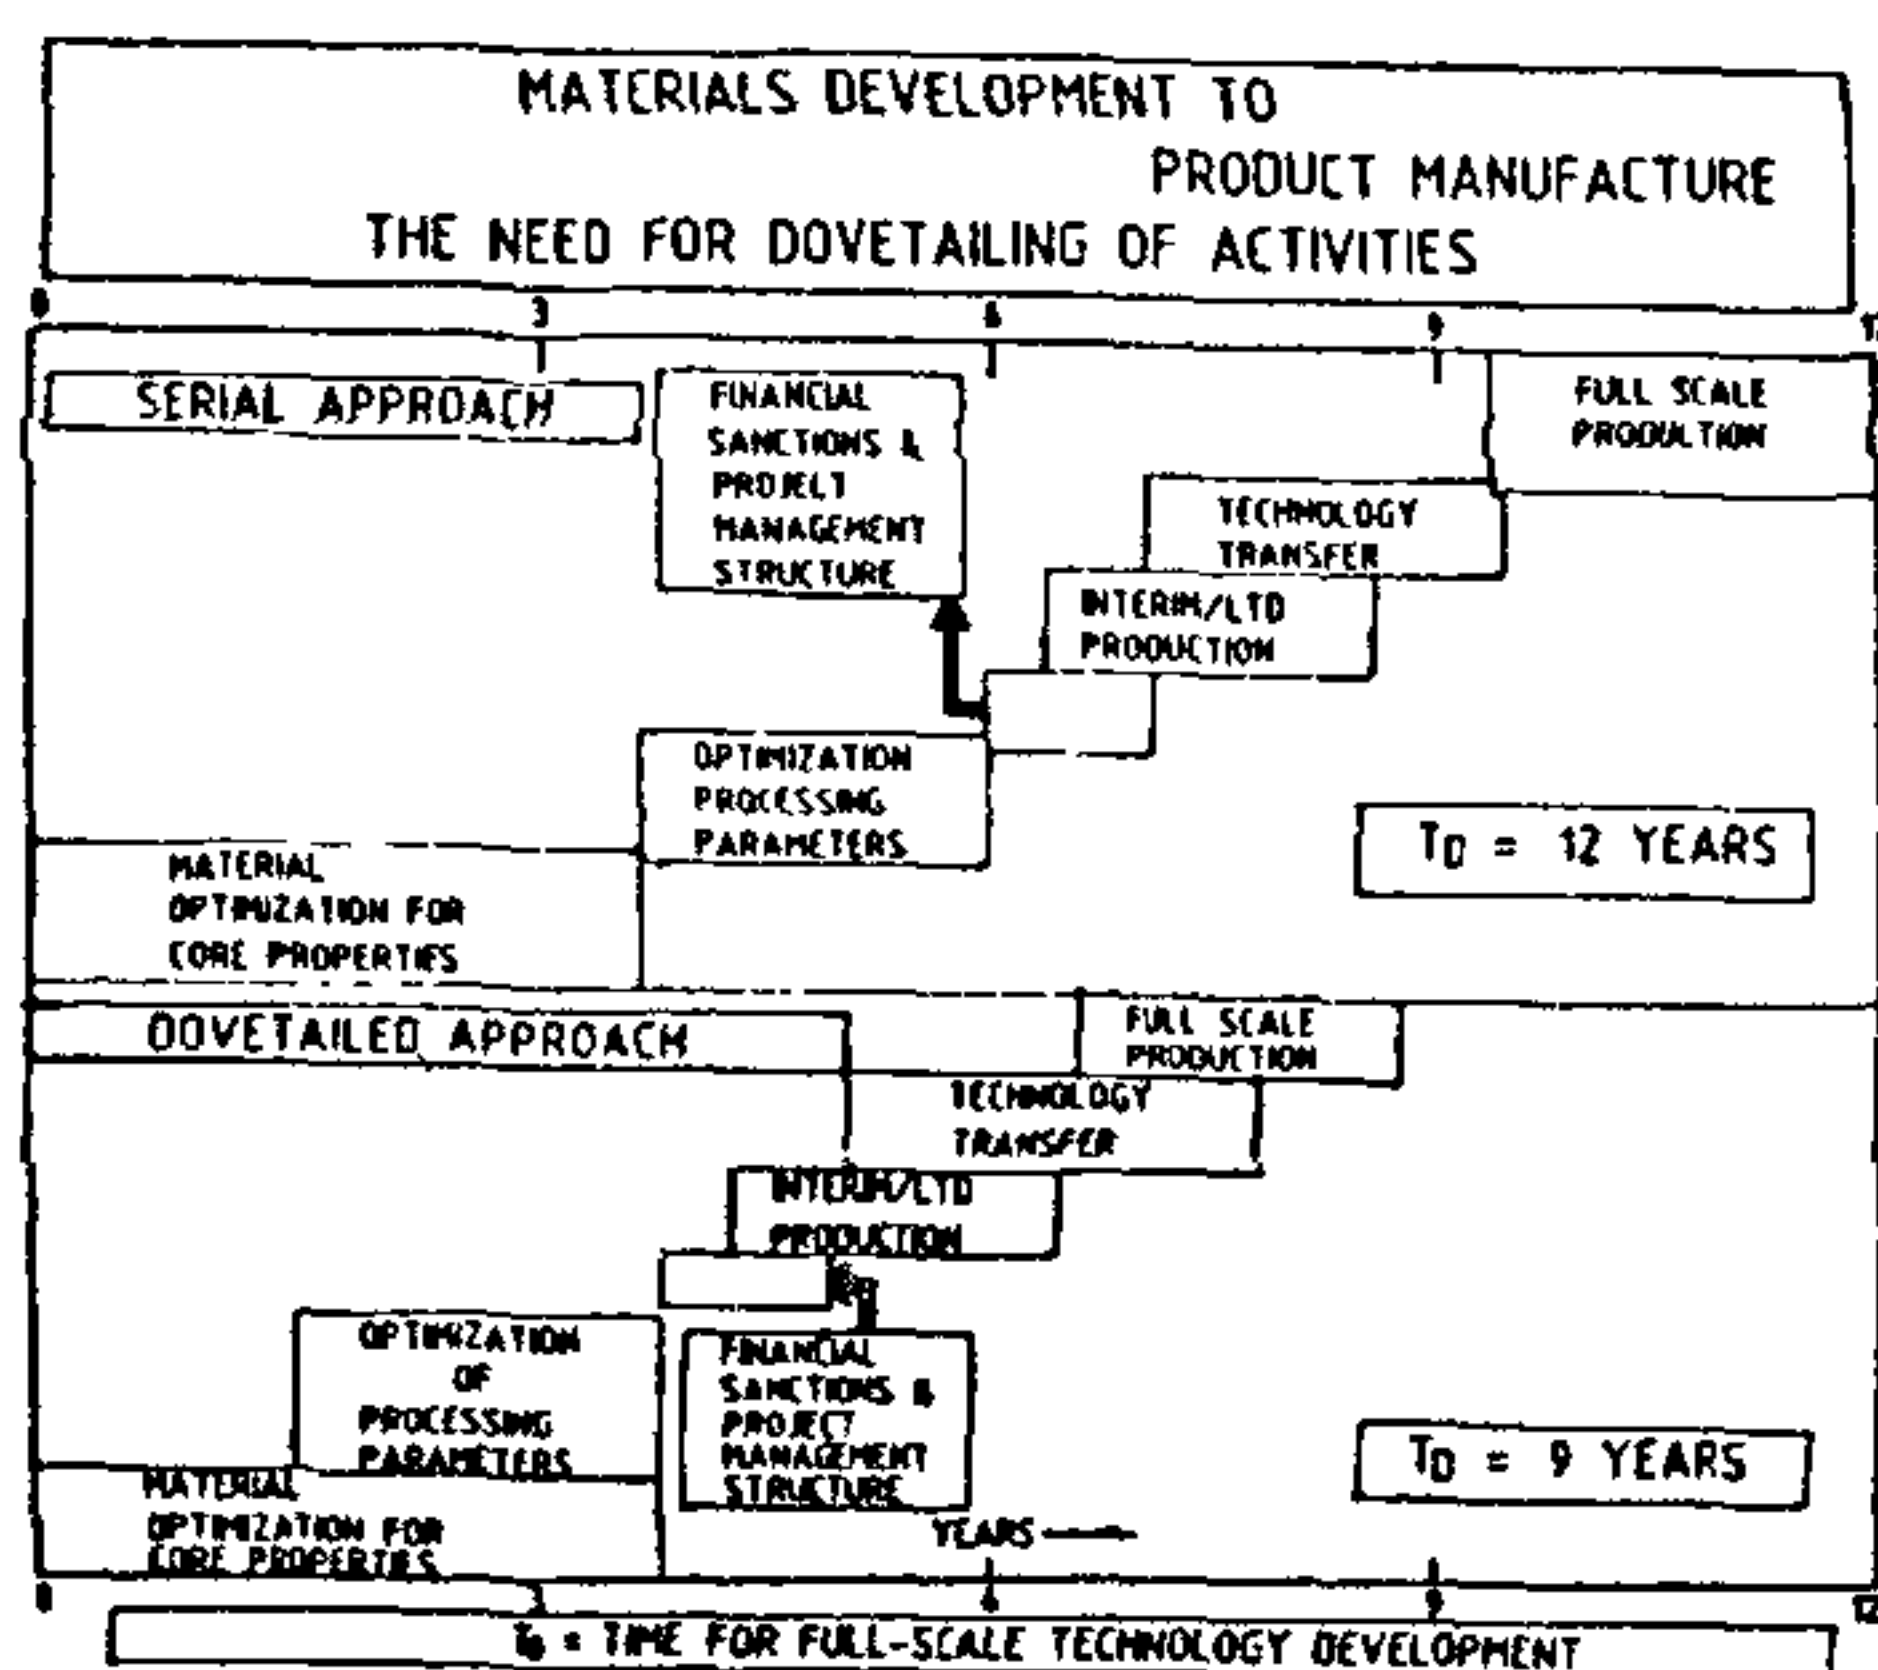 MATERIALS DEVELOPMENT TO
PRODUCT MANUFACTURE
THE NEED FOR DOVETAILING OF ACTIVITIES
0 3 6 9
SERIAL APPROACH
FINANCIAL
SANCTIONS &
PROJECT
MANAGEMENT
STRUCTURE
FULL SCALE
PRODUCTION
TECHNOLOGY
TRANSFER
INTERIM/LTD
PRODUCTION
OPTIMIZATION
PROCESSING
PARAMETERS
TD = 12 YEARS
MATERIAL
OPTIMIZATION FOR
CORE PROPERTIES
DOVETAILED APPROACH
FULL SCALE
PRODUCTION
TECHNOLOGY
TRANSFER
INTERIM/LTD
PRODUCTION
OPTIMIZATION
OF
PROCESSING
PARAMETERS
FINANCIAL
SANCTIONS &
PROJECT
MANAGEMENT
STRUCTURE
TD = 9 YEARS
MATERIAL
OPTIMIZATION FOR
CORE PROPERTIES
YEARS
0 3 6 9 12
TD = TIME FOR FULL-SCALE TECHNOLOGY DEVELOPMENT